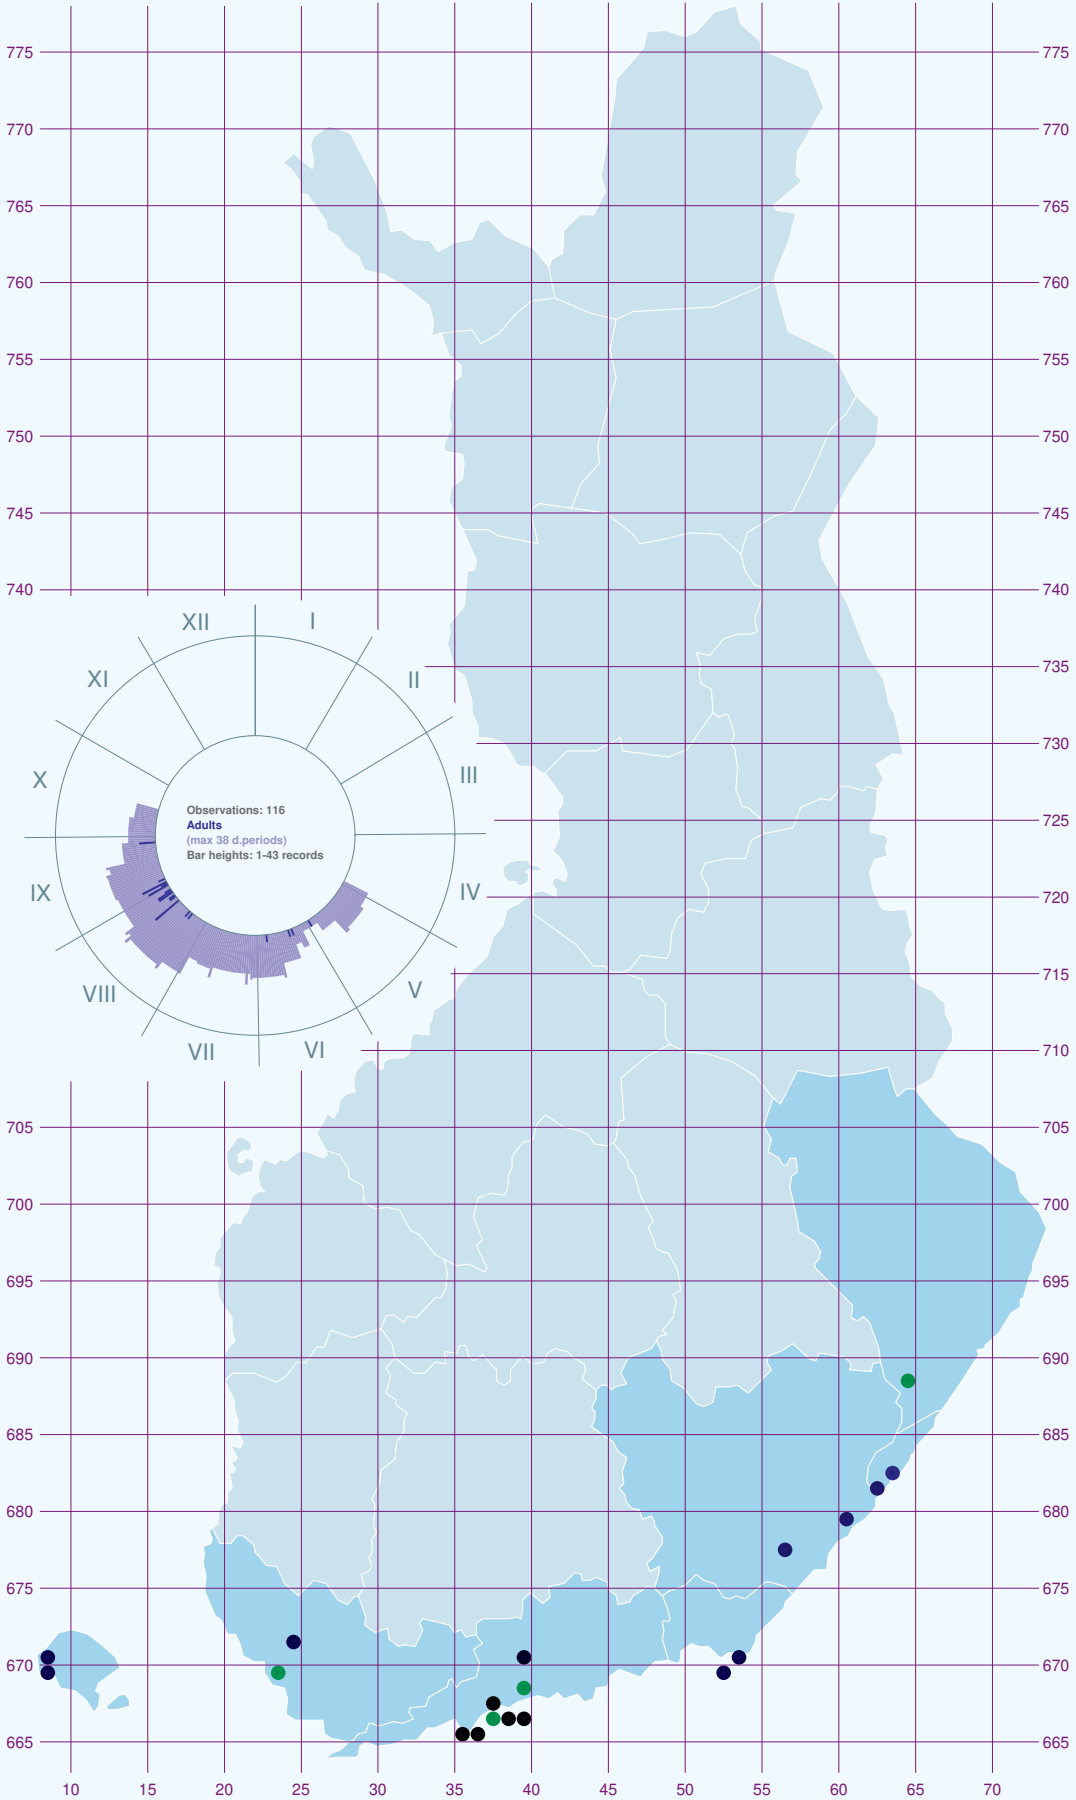 775 775
770 770
765 765
760 760
755 755
750 750
745 745
740 740
XII I
735
XI II
730
X III
Observations: 116
Adults
(max 38 d.periods)
Bar heights: 1-43 records
725
IX IV
720
VIII V
715
VII VI
710
705 705
700 700
695 695
690 690
685 685
680 680
675 675
670 670
665 665
10 15 20 25 30 35 40 45 50 55 60 65 70